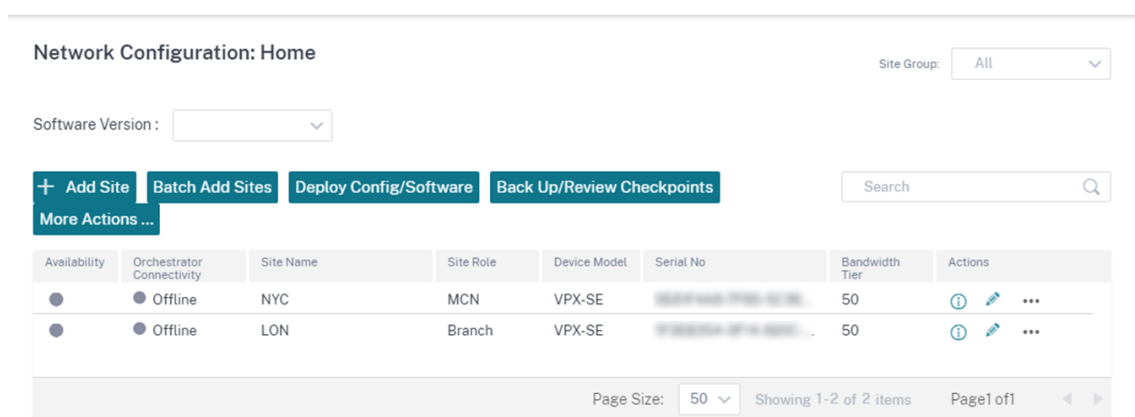 Network Configuration: Home
Site Group: All
Software Version :
+ Add Site Batch Add Sites Deploy Config/Software Back Up/Review Checkpoints Search
More Actions ...
Availability Orchestrator Connectivity Site Name Site Role Device Model Serial No Bandwidth Tier Actions
Offline NYC MCN VPX-SE 50
Offline LON Branch VPX-SE 50
Page Size: 50 Showing 1-2 of 2 items Page1 of1